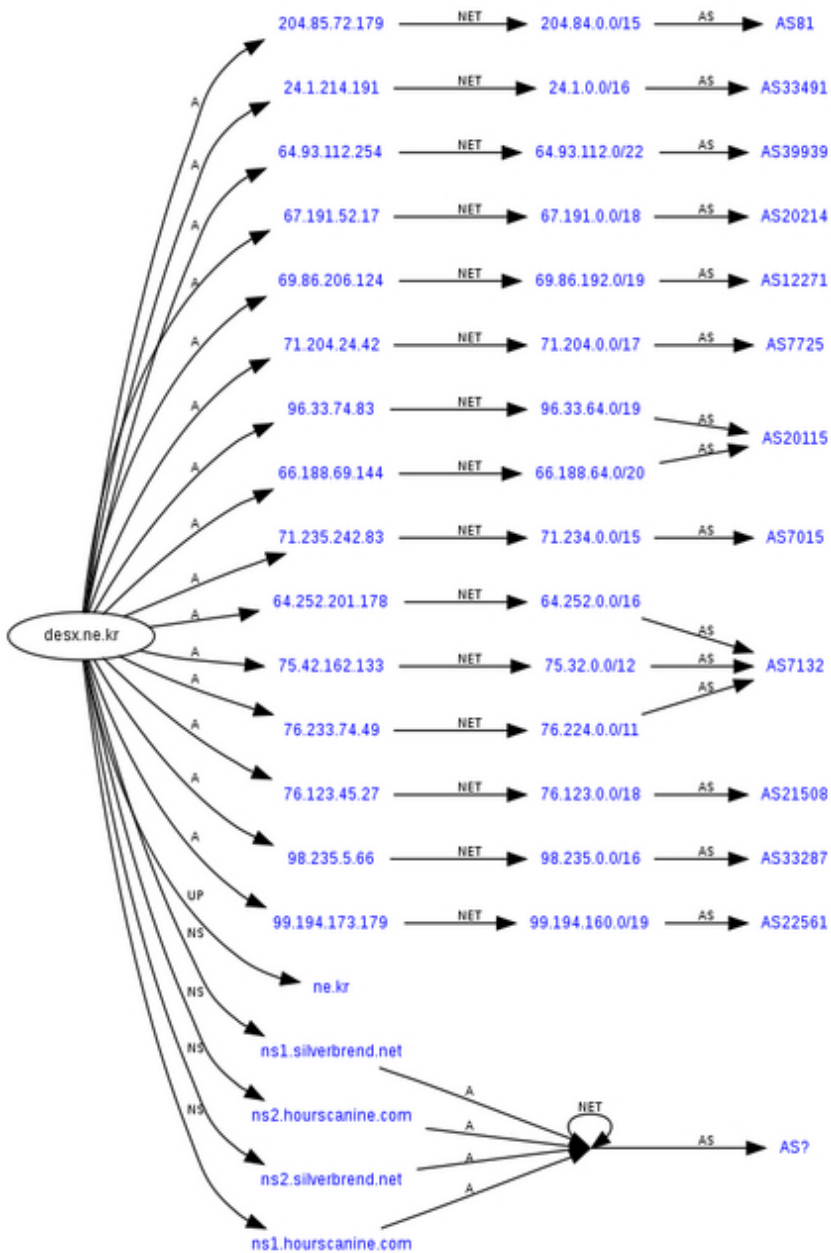 204.85.72.179 NET 204.84.0.0/15 AS AS81
A 24.1.214.191 NET 24.1.0.0/16 AS AS33491
A 64.93.112.254 NET 64.93.112.0/22 AS AS39939
A 67.191.52.17 NET 67.191.0.0/18 AS AS20214
A 69.86.206.124 NET 69.86.192.0/19 AS AS12271
A 71.204.24.42 NET 71.204.0.0/17 AS AS7725
A 96.33.74.83 NET 96.33.64.0/19 AS AS20115
A 66.188.69.144 NET 66.188.64.0/20 AS
A 71.235.242.83 NET 71.234.0.0/15 AS AS7015
A 64.252.201.178 NET 64.252.0.0/16 AS
desx.ne.kr
A 75.42.162.133 NET 75.32.0.0/12 AS AS7132
A 76.233.74.49 NET 76.224.0.0/11 AS
A 76.123.45.27 NET 76.123.0.0/18 AS AS21508
A 98.235.5.66 NET 98.235.0.0/16 AS AS33287
A 99.194.173.179 NET 99.194.160.0/19 AS AS22561
A
UP ne.kr
NS ns1.silverbrend.net A
NS ns2.hourscanine.com A NET
NS ns2.silverbrend.net A AS AS?
NS ns1.hourscanine.com A